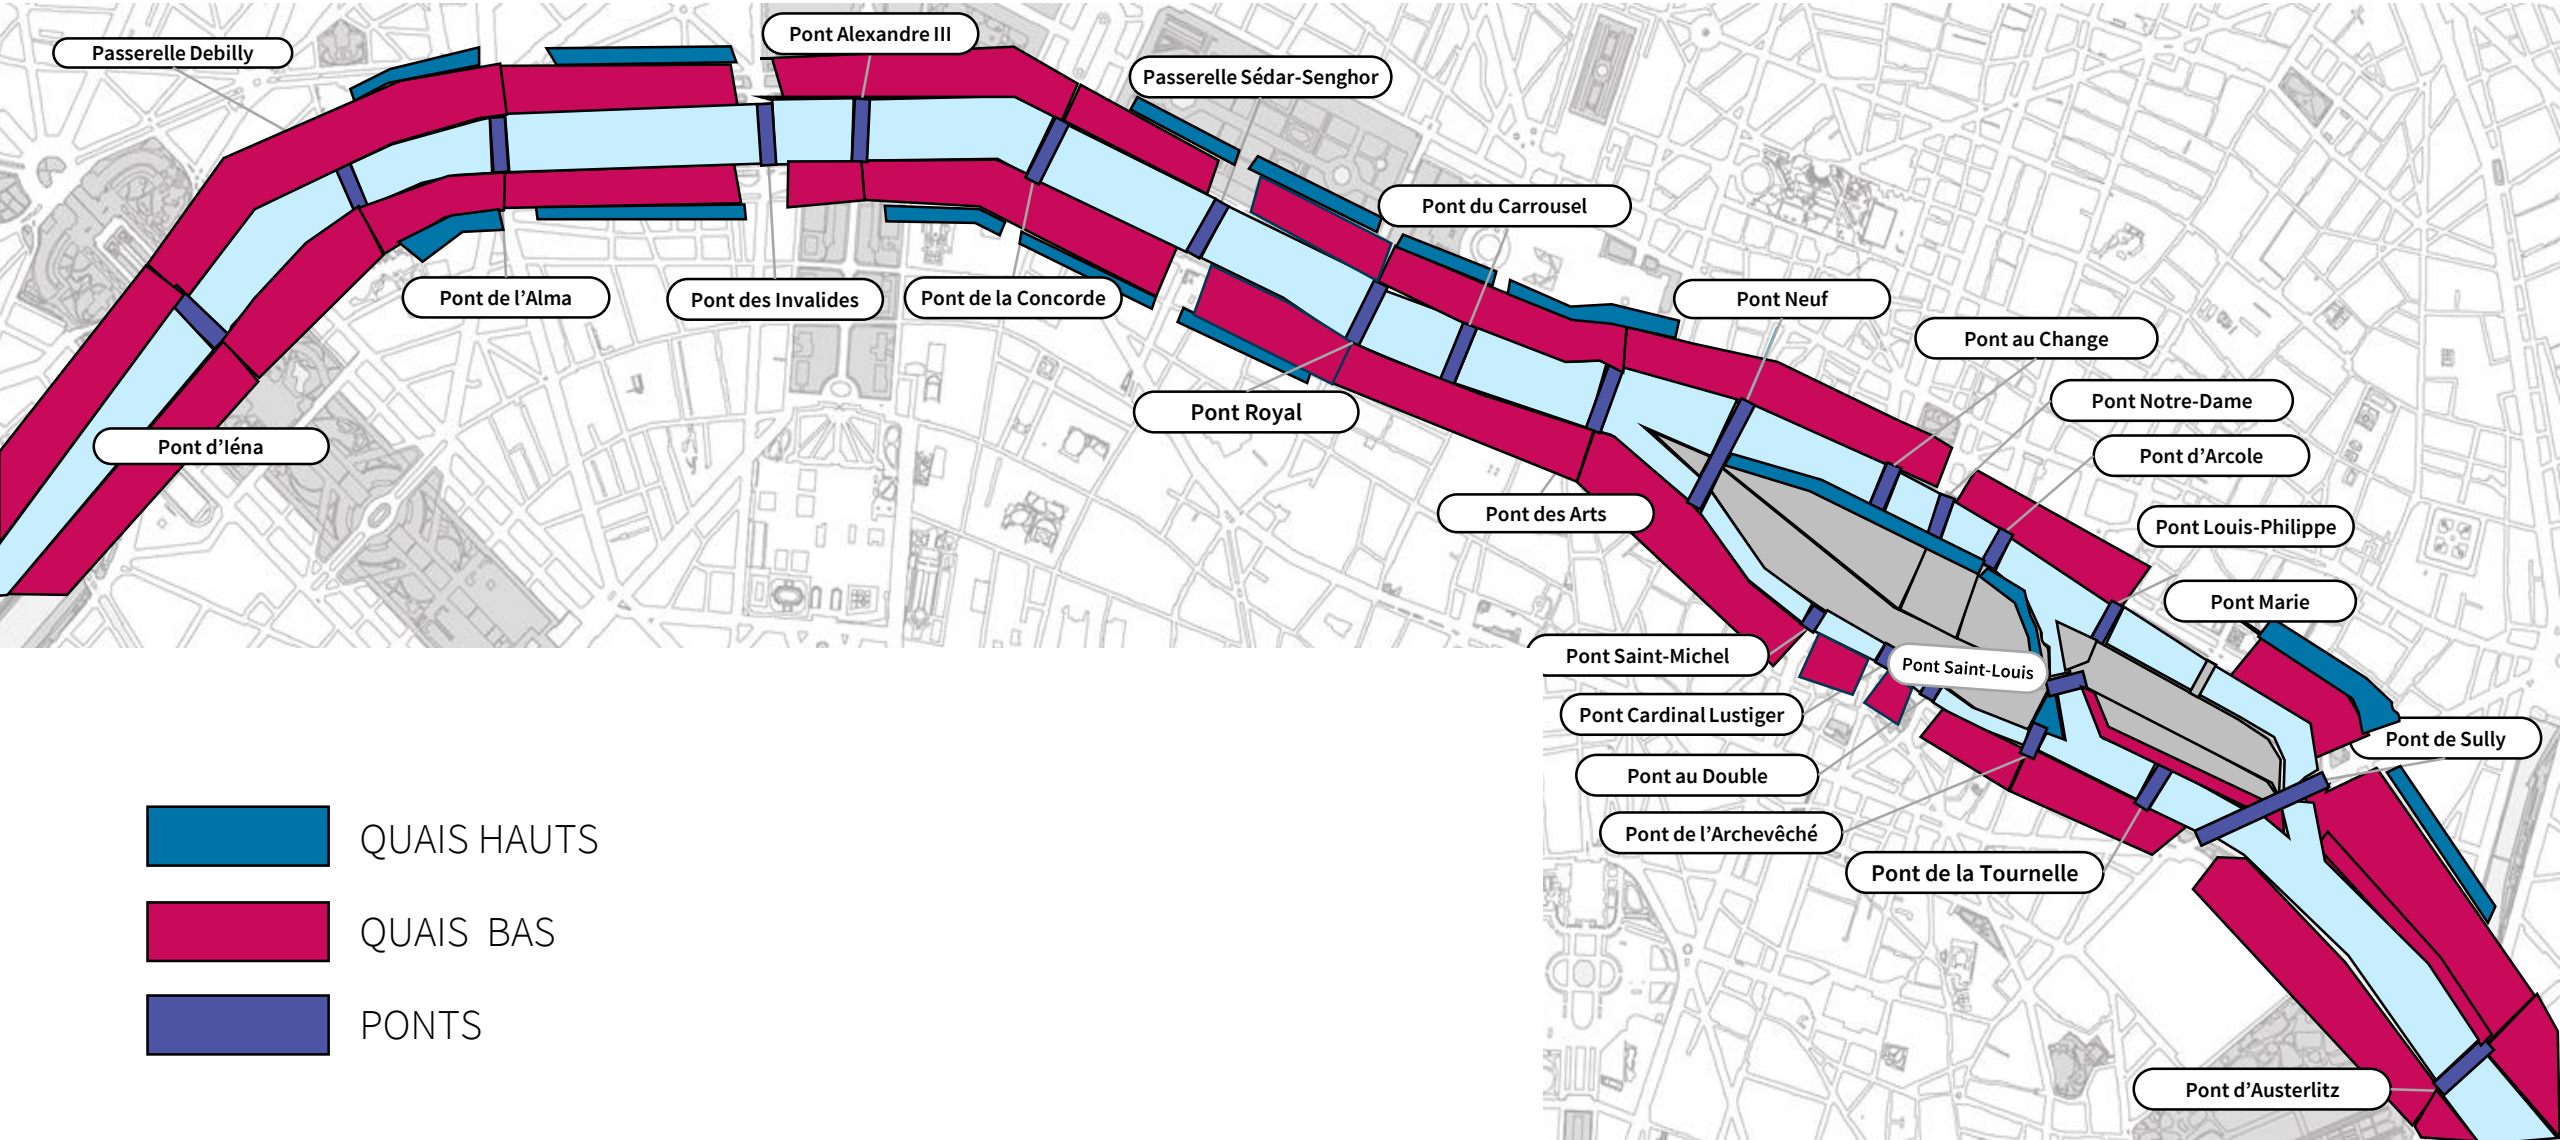 Pont Alexandre III
Passerelle Debilly
Passerelle Sédar-Senghor
Pont du Carrousel
Pont de l’Alma
Pont des Invalides
Pont de la Concorde
Pont Neuf
Pont au Change
Pont Royal
Pont Notre-Dame
Pont d’Iéna
Pont d’Arcole
Pont des Arts
Pont Louis-Philippe
Pont Marie
Pont Saint-Michel
Pont Saint-Louis
Pont Cardinal Lustiger
Pont de Sully
Pont au Double
Pont de l’Archevêché
Pont de la Tournelle
Pont d’Austerlitz
QUAIS HAUTS
QUAIS BAS
PONTS